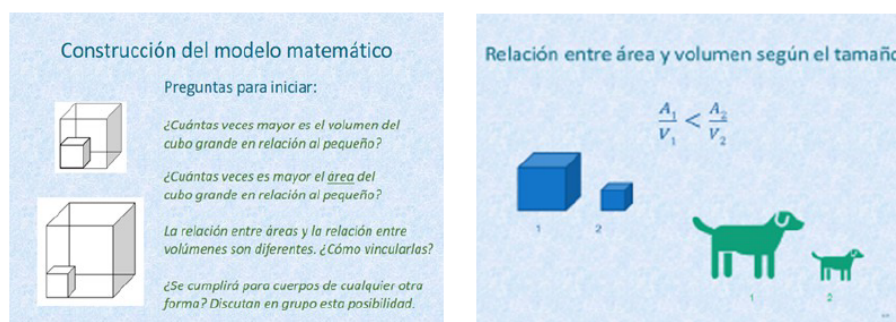 Construcción del modelo matemático
Preguntas para iniciar:
¿Cuántas veces mayor es el volumen del
cubo grande en relación al pequeño?
¿Cuántas veces es mayor el área del
cubo grande en relación al pequeño?
La relación entre áreas y la relación entre
volúmenes son diferentes. ¿Cómo vincularlas?
¿Se cumplirá para cuerpos de cualquier otra
forma? Discutan en grupo esta posibilidad.
Relación entre área y volumen según el tamaño
A₁/V₁ < A₂/V₂
1 2
1 2